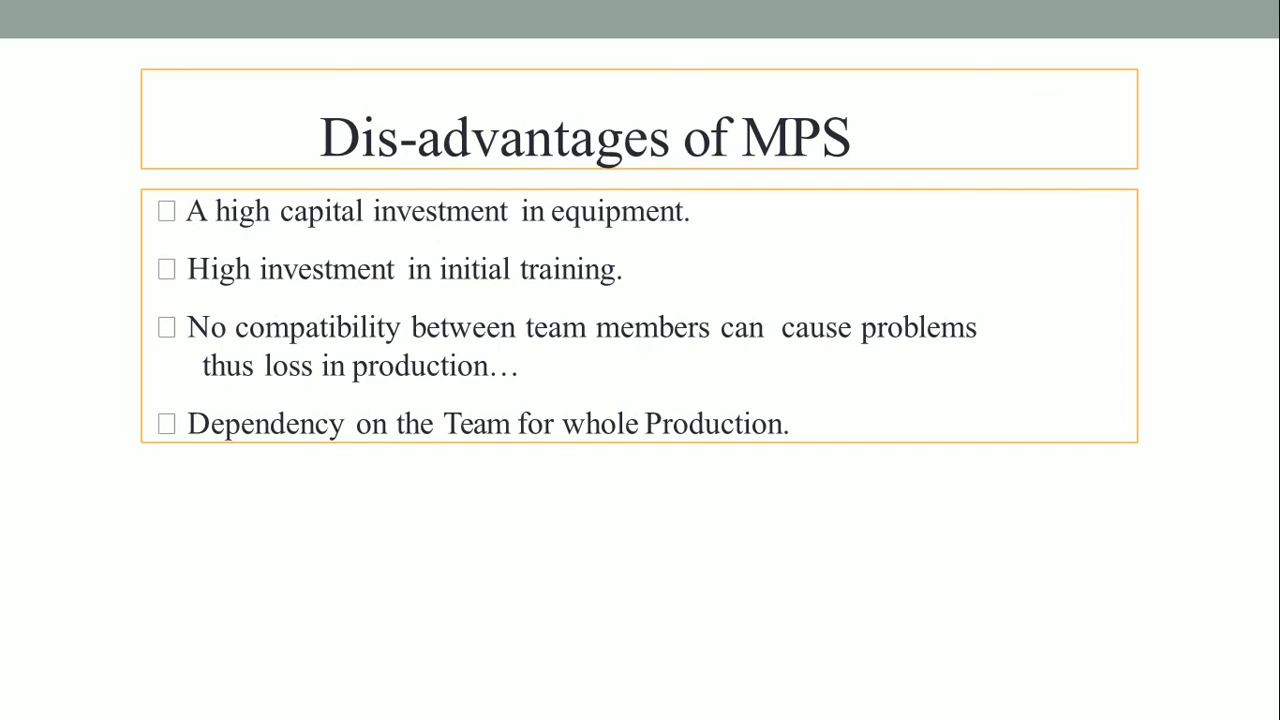 Dis-advantages of MPS
□ A high capital investment in equipment.
□ High investment in initial training.
□ No compatibility between team members can cause problems
thus loss in production…
□ Dependency on the Team for whole Production.